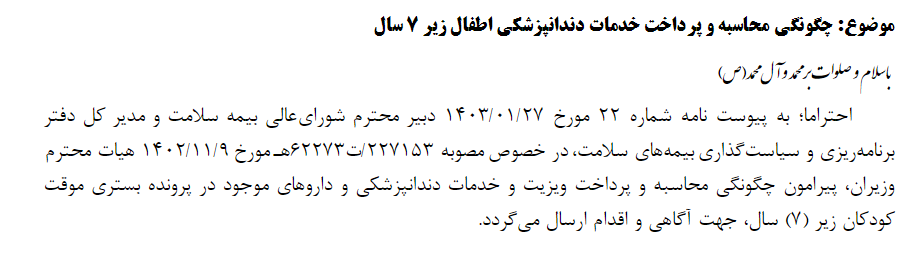 موضوع: چگونگی محاسبه و پرداخت خدمات دندانپزشکی اطفال زیر ۷ سال
باسلام و صلوات بر محمد و آل محمد(ص)
احتراما؛ به پیوست نامه شماره ۲۲ مورخ ۱۴۰۳/۰۱/۲۷ دبیر محترم شورای‌عالی بیمه سلامت و مدیر کل دفتر
برنامه‌ریزی و سیاست‌گذاری بیمه‌های سلامت، در خصوص مصوبه ۲۲۷۱۵۳/ت۶۲۲۷۳هـ مورخ ۱۴۰۲/۱۱/۹ هیات محترم
وزیران، پیرامون چگونگی محاسبه و پرداخت ویزیت و خدمات دندانپزشکی و داروهای موجود در پرونده بستری موقت
کودکان زیر (۷) سال، جهت آگاهی و اقدام ارسال می‌گردد.